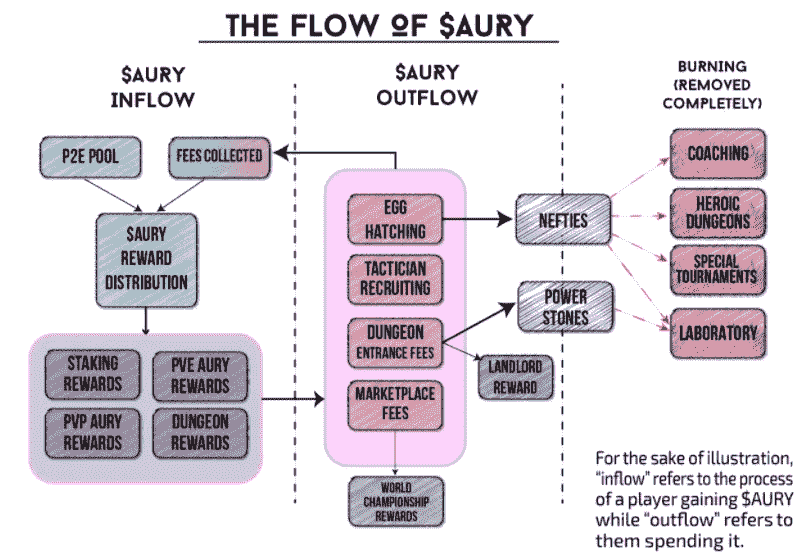 THE FLOW OF $AURY
$AURY
INFLOW
$AURY
OUTFLOW
BURNING
(REMOVED
COMPLETELY)
P2E POOL
FEES COLLECTED
$AURY
REWARD
DISTRIBUTION
STAKING
REWARDS
PVE AURY
REWARDS
PVP AURY
REWARDS
DUNGEON
REWARDS
EGG
HATCHING
TACTICIAN
RECRUITING
DUNGEON
ENTRANCE FEES
MARKETPLACE
FEES
NEFTIES
POWER
STONES
LANDLORD
REWARD
WORLD
CHAMPIONSHIP
REWARDS
COACHING
HEROIC
DUNGEONS
SPECIAL
TOURNAMENTS
LABORATORY
For the sake of illustration,
“inflow” refers to the process
of a player gaining $AURY
while “outflow” refers to
them spending it.